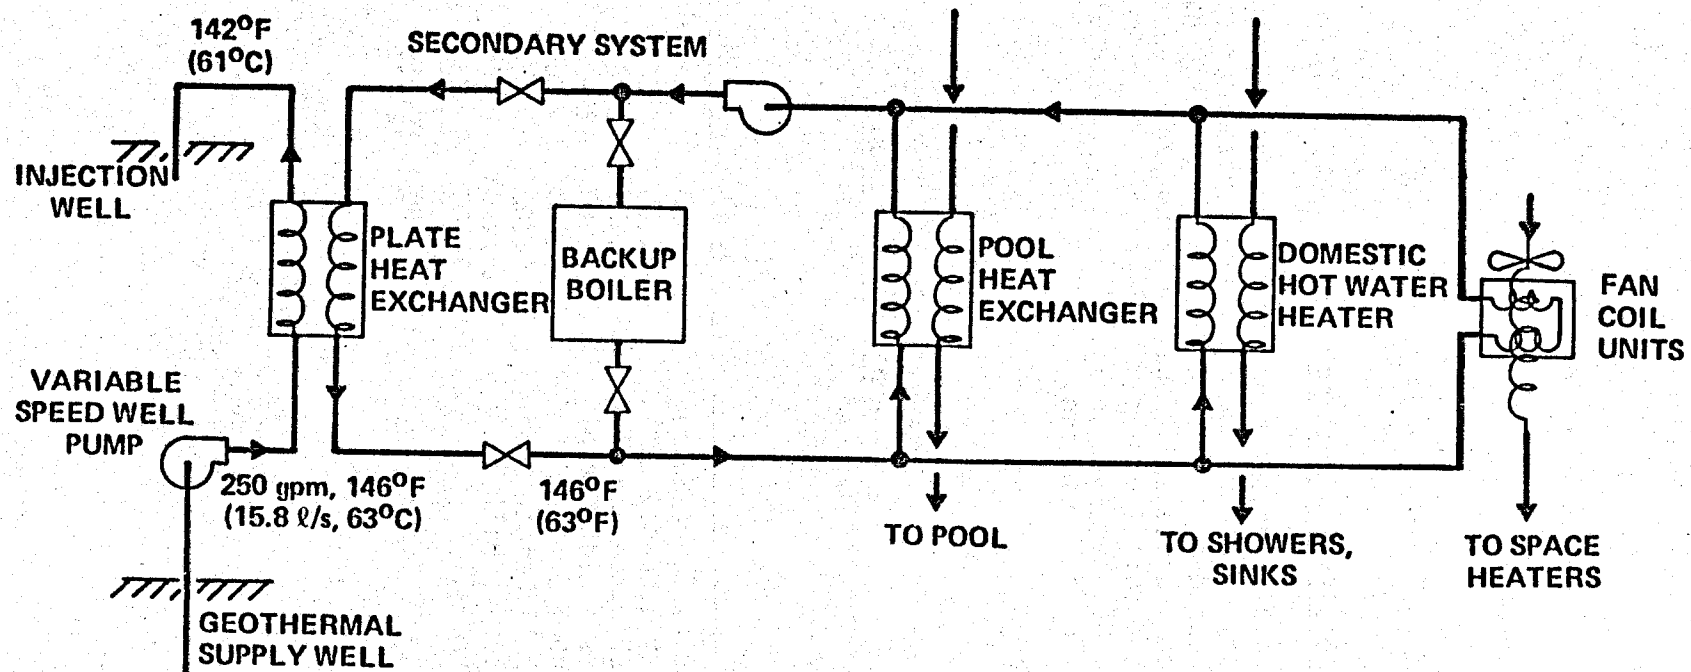 142°F
(61°C)
SECONDARY SYSTEM
INJECTION
WELL
PLATE
HEAT
EXCHANGER
BACKUP
BOILER
POOL
HEAT
EXCHANGER
DOMESTIC
HOT WATER
HEATER
FAN
COIL
UNITS
VARIABLE
SPEED WELL
PUMP
250 gpm, 146°F
(15.8 ℓ/s, 63°C)
146°F
(63°F)
TO POOL
TO SHOWERS,
SINKS
TO SPACE
HEATERS
GEOTHERMAL
SUPPLY WELL